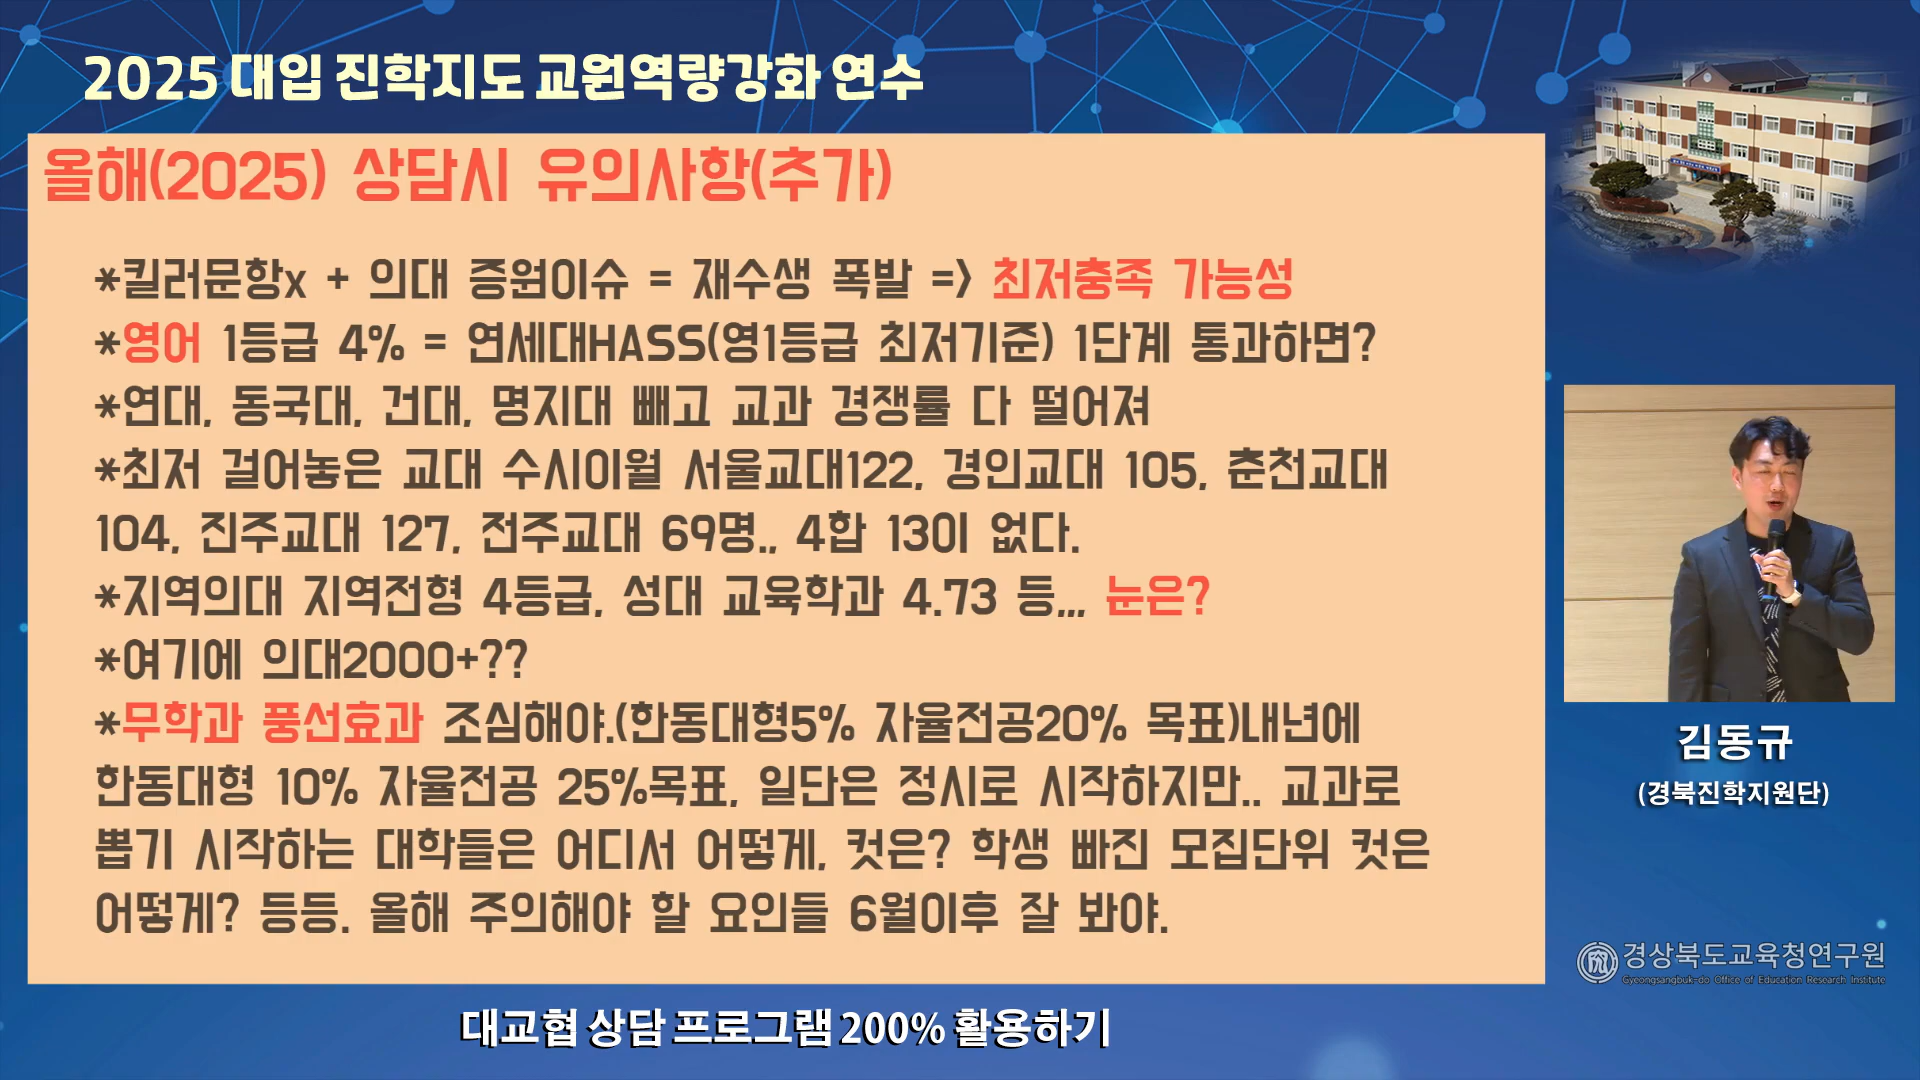 2025 대입 진학지도 교원역량강화 연수
올해(2025) 상담시 유의사항(추가)
*킬러문항x + 의대 증원이슈 = 재수생 폭발 => 최저충족 가능성
*영어 1등급 4% = 연세대HASS(영1등급 최저기준) 1단계 통과하면?
*연대, 동국대, 건대, 명지대 빼고 교과 경쟁률 다 떨어져
*최저 걸어놓은 교대 수시이월 서울교대122, 경인교대 105, 춘천교대
104, 진주교대 127, 전주교대 69명., 4합 13이 없다.
*지역의대 지역전형 4등급, 성대 교육학과 4.73 등,,, 눈은?
*여기에 의대2000+??
*무학과 풍선효과 조심해야.(한동대형5% 자율전공20% 목표)내년에
한동대형 10% 자율전공 25%목표, 일단은 정시로 시작하지만.. 교과로
뽑기 시작하는 대학들은 어디서 어떻게, 컷은? 학생 빠진 모집단위 컷은
어떻게? 등등. 올해 주의해야 할 요인들 6월이후 잘 봐야.
김동규
(경북진학지원단)
경상북도교육청연구원
Gyeongsangbuk-do Office of Education Research Institute
대교협 상담 프로그램 200% 활용하기